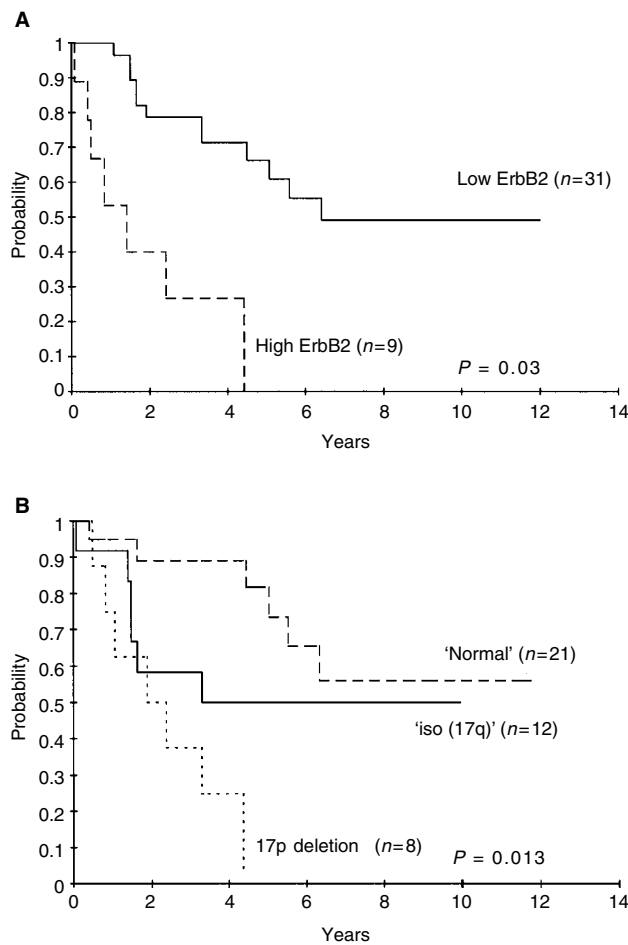 A
1
0.9
0.8
0.7
0.6
0.5
0.4
0.3
0.2
0.1
0
Probability
Low ErbB2 (n=31)
High ErbB2 (n=9)
P = 0.03
0 2 4 6 8 10 12 14
Years
B
1
0.9
0.8
0.7
0.6
0.5
0.4
0.3
0.2
0.1
0
Probability
‘Normal’ (n=21)
‘iso (17q)’ (n=12)
17p deletion (n=8)
P = 0.013
0 2 4 6 8 10 12 14
Years